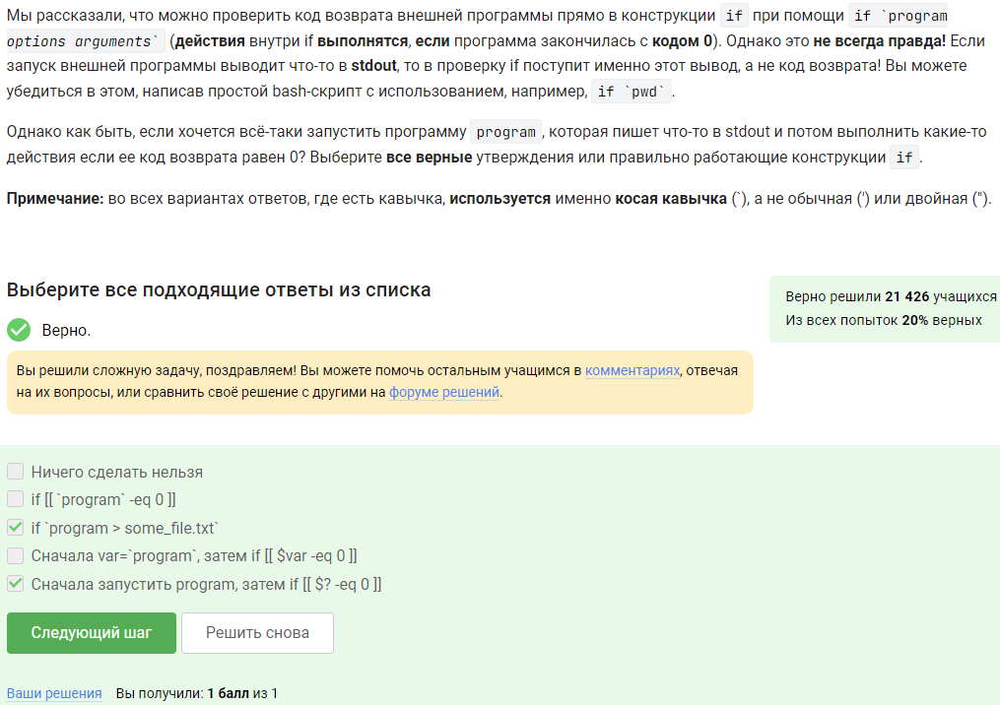 Мы рассказали, что можно проверить код возврата внешней программы прямо в конструкции if при помощи if `program
options arguments` (действия внутри if выполнятся, если программа закончилась с кодом 0). Однако это не всегда правда! Если
запуск внешней программы выводит что-то в stdout, то в проверку if поступит именно этот вывод, а не код возврата! Вы можете
убедиться в этом, написав простой bash-скрипт с использованием, например, if `pwd`.
Однако как быть, если хочется всё-таки запустить программу program, которая пишет что-то в stdout и потом выполнить какие-то
действия если ее код возврата равен 0? Выберите все верные утверждения или правильно работающие конструкции if.
Примечание: во всех вариантах ответов, где есть кавычка, используется именно косая кавычка (`), а не обычная (') или двойная (").
Выберите все подходящие ответы из списка
Верно решили 21 426 учащихся
Из всех попыток 20% верных
Верно.
Вы решили сложную задачу, поздравляем! Вы можете помочь остальным учащимся в комментариях, отвечая
на их вопросы, или сравнить своё решение с другими на форуме решений.
Ничего сделать нельзя
if [[ `program` -eq 0 ]]
if `program > some_file.txt`
Сначала var=`program`, затем if [[ $var -eq 0 ]]
Сначала запустить program, затем if [[ $? -eq 0 ]]
Следующий шаг
Решить снова
Ваши решения Вы получили: 1 балл из 1